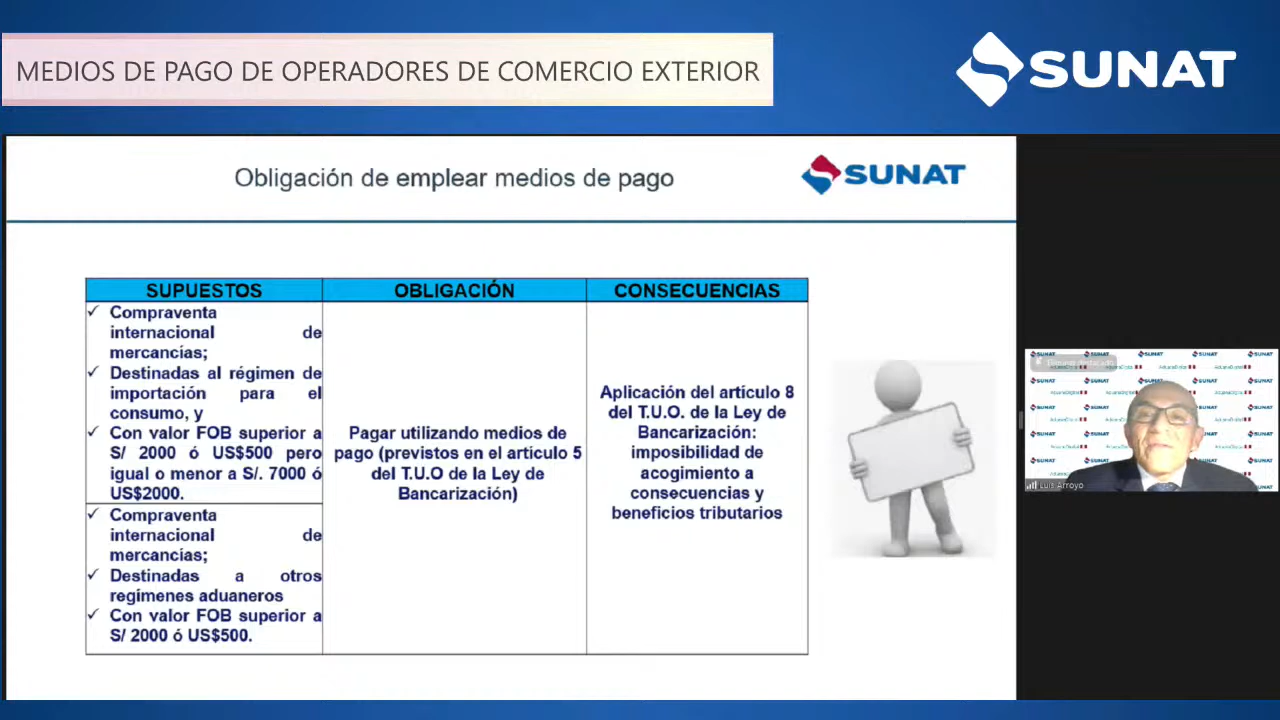 MEDIOS DE PAGO DE OPERADORES DE COMERCIO EXTERIOR
SUNAT
Obligación de emplear medios de pago
SUNAT
SUPUESTOS
OBLIGACIÓN
CONSECUENCIAS
✓ Compraventa
internacional de
mercancías;
✓ Destinadas al régimen de
importación para el
consumo, y
✓ Con valor FOB superior a
S/ 2000 ó US$500 pero
igual o menor a S/. 7000 ó
US$2000.
✓ Compraventa
internacional de
mercancías;
✓ Destinadas a otros
regímenes aduaneros
✓ Con valor FOB superior a
S/ 2000 ó US$500.
Pagar utilizando medios de
pago (previstos en el artículo 5
del T.U.O de la Ley de
Bancarización)
Aplicación del artículo 8
del T.U.O. de la Ley de
Bancarización:
imposibilidad de
acogimiento a
consecuencias y
beneficios tributarios
Luis Arroyo